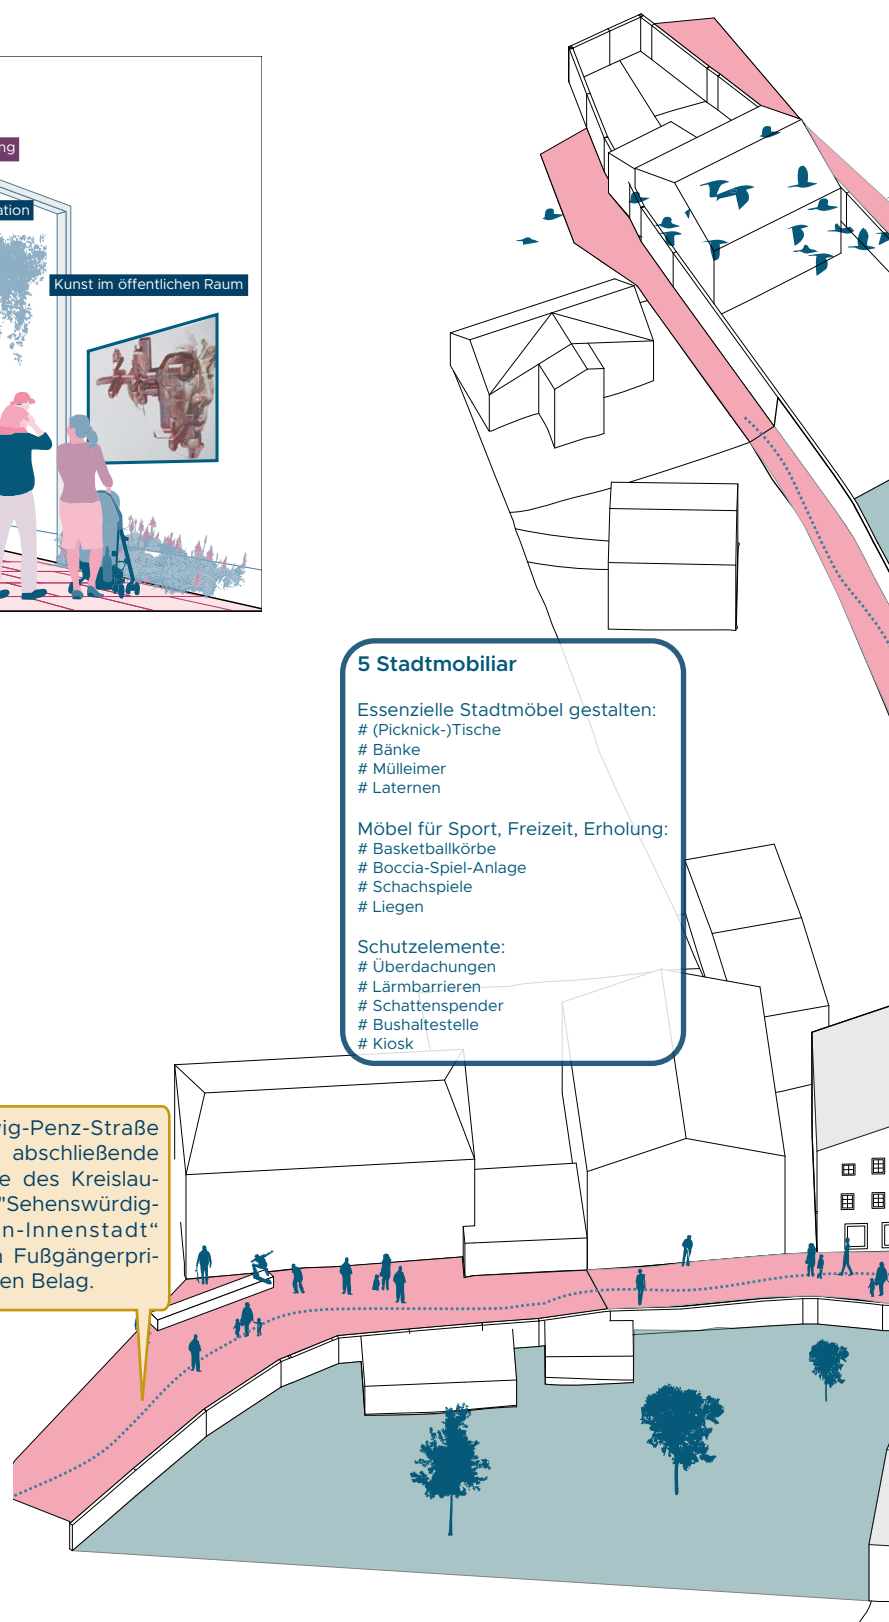 ng
ation
Kunst im öffentlichen Raum
5 Stadtmobiliar
Essenzielle Stadtmöbel gestalten:
# (Picknick-)Tische
# Bänke
# Mülleimer
# Laternen
Möbel für Sport, Freizeit, Erholung:
# Basketballkörbe
# Boccia-Spiel-Anlage
# Schachspiele
# Liegen
Schutzelemente:
# Überdachungen
# Lärmbarrieren
# Schattenspender
# Bushaltestelle
# Kiosk
ig-Penz-Straße
abschließende
e des Kreislau-
"Sehenswürdig-
n-Innenstadt“
n Fußgängerpri-
en Belag.